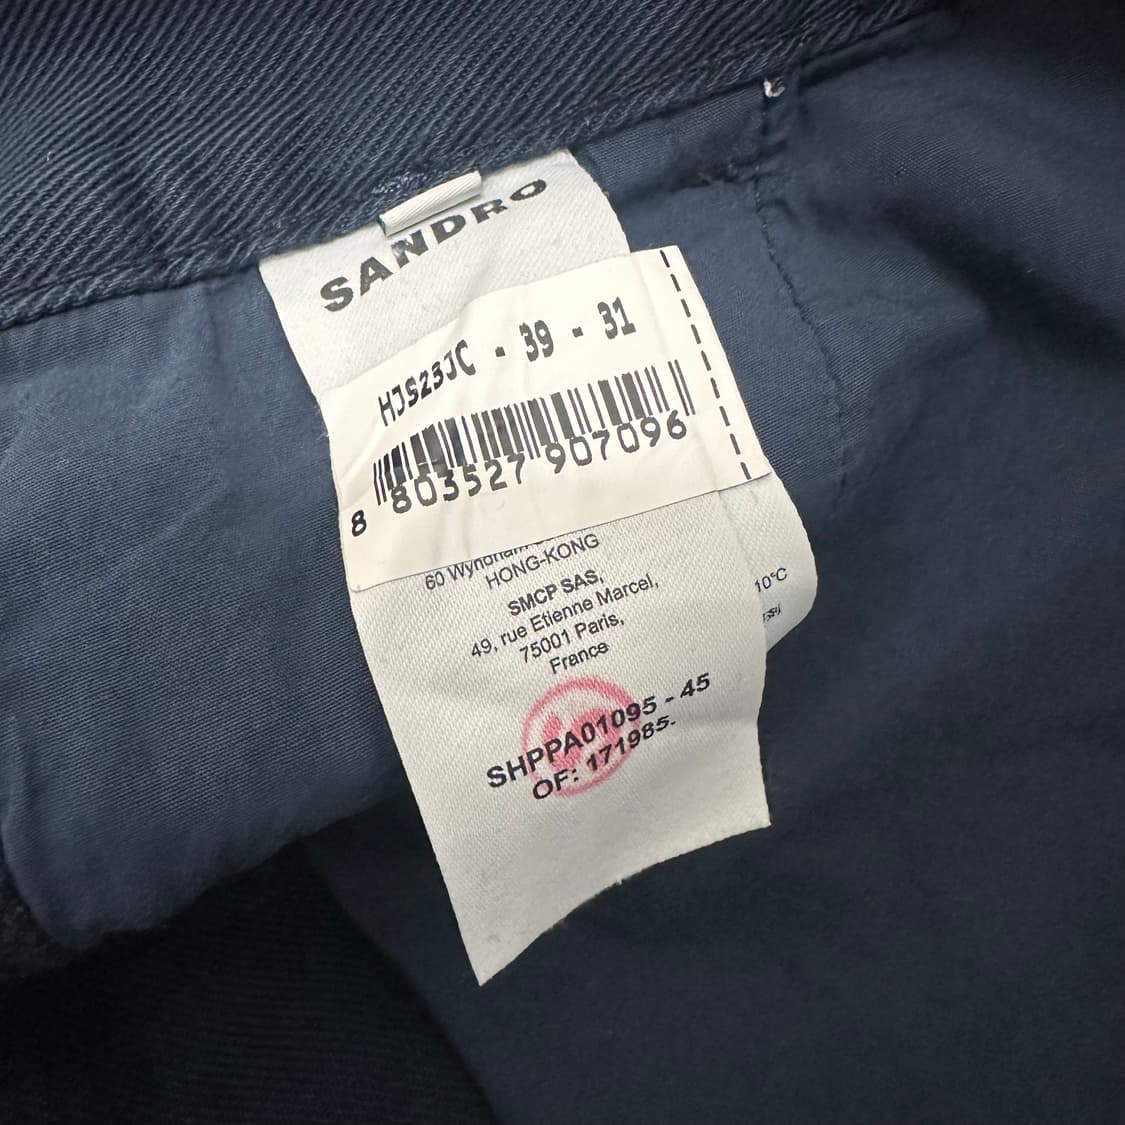 SANDRO
HJS23JC - 39 - 31
8 803527 907096
60 Wyndham
HONG-KONG
SMCP SAS,
49, rue Etienne Marcel,
75001 Paris,
France
SHPPA01095 - 45
OF: 171985.
10°C